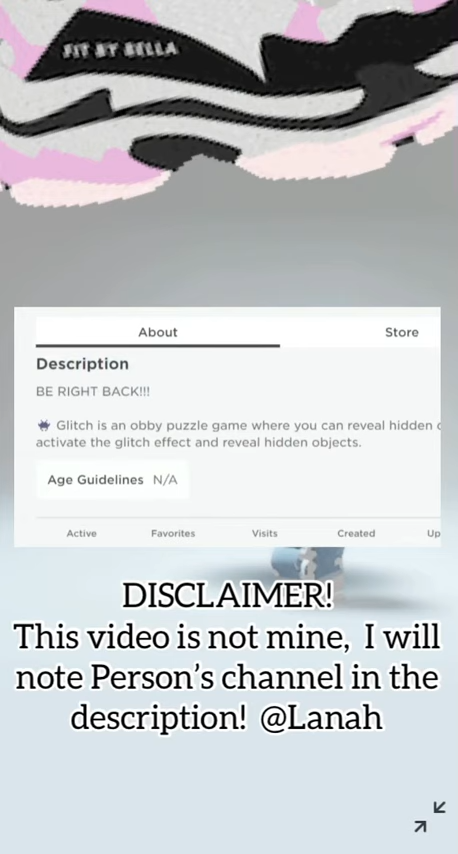 FIT BY BELLA
About
Store
Description
BE RIGHT BACK!!!
Glitch is an obby puzzle game where you can reveal hidden
activate the glitch effect and reveal hidden objects.
Age Guidelines N/A
Active Favorites Visits Created Up
DISCLAIMER!
This video is not mine, I will
note Person’s channel in the
description! @Lanah